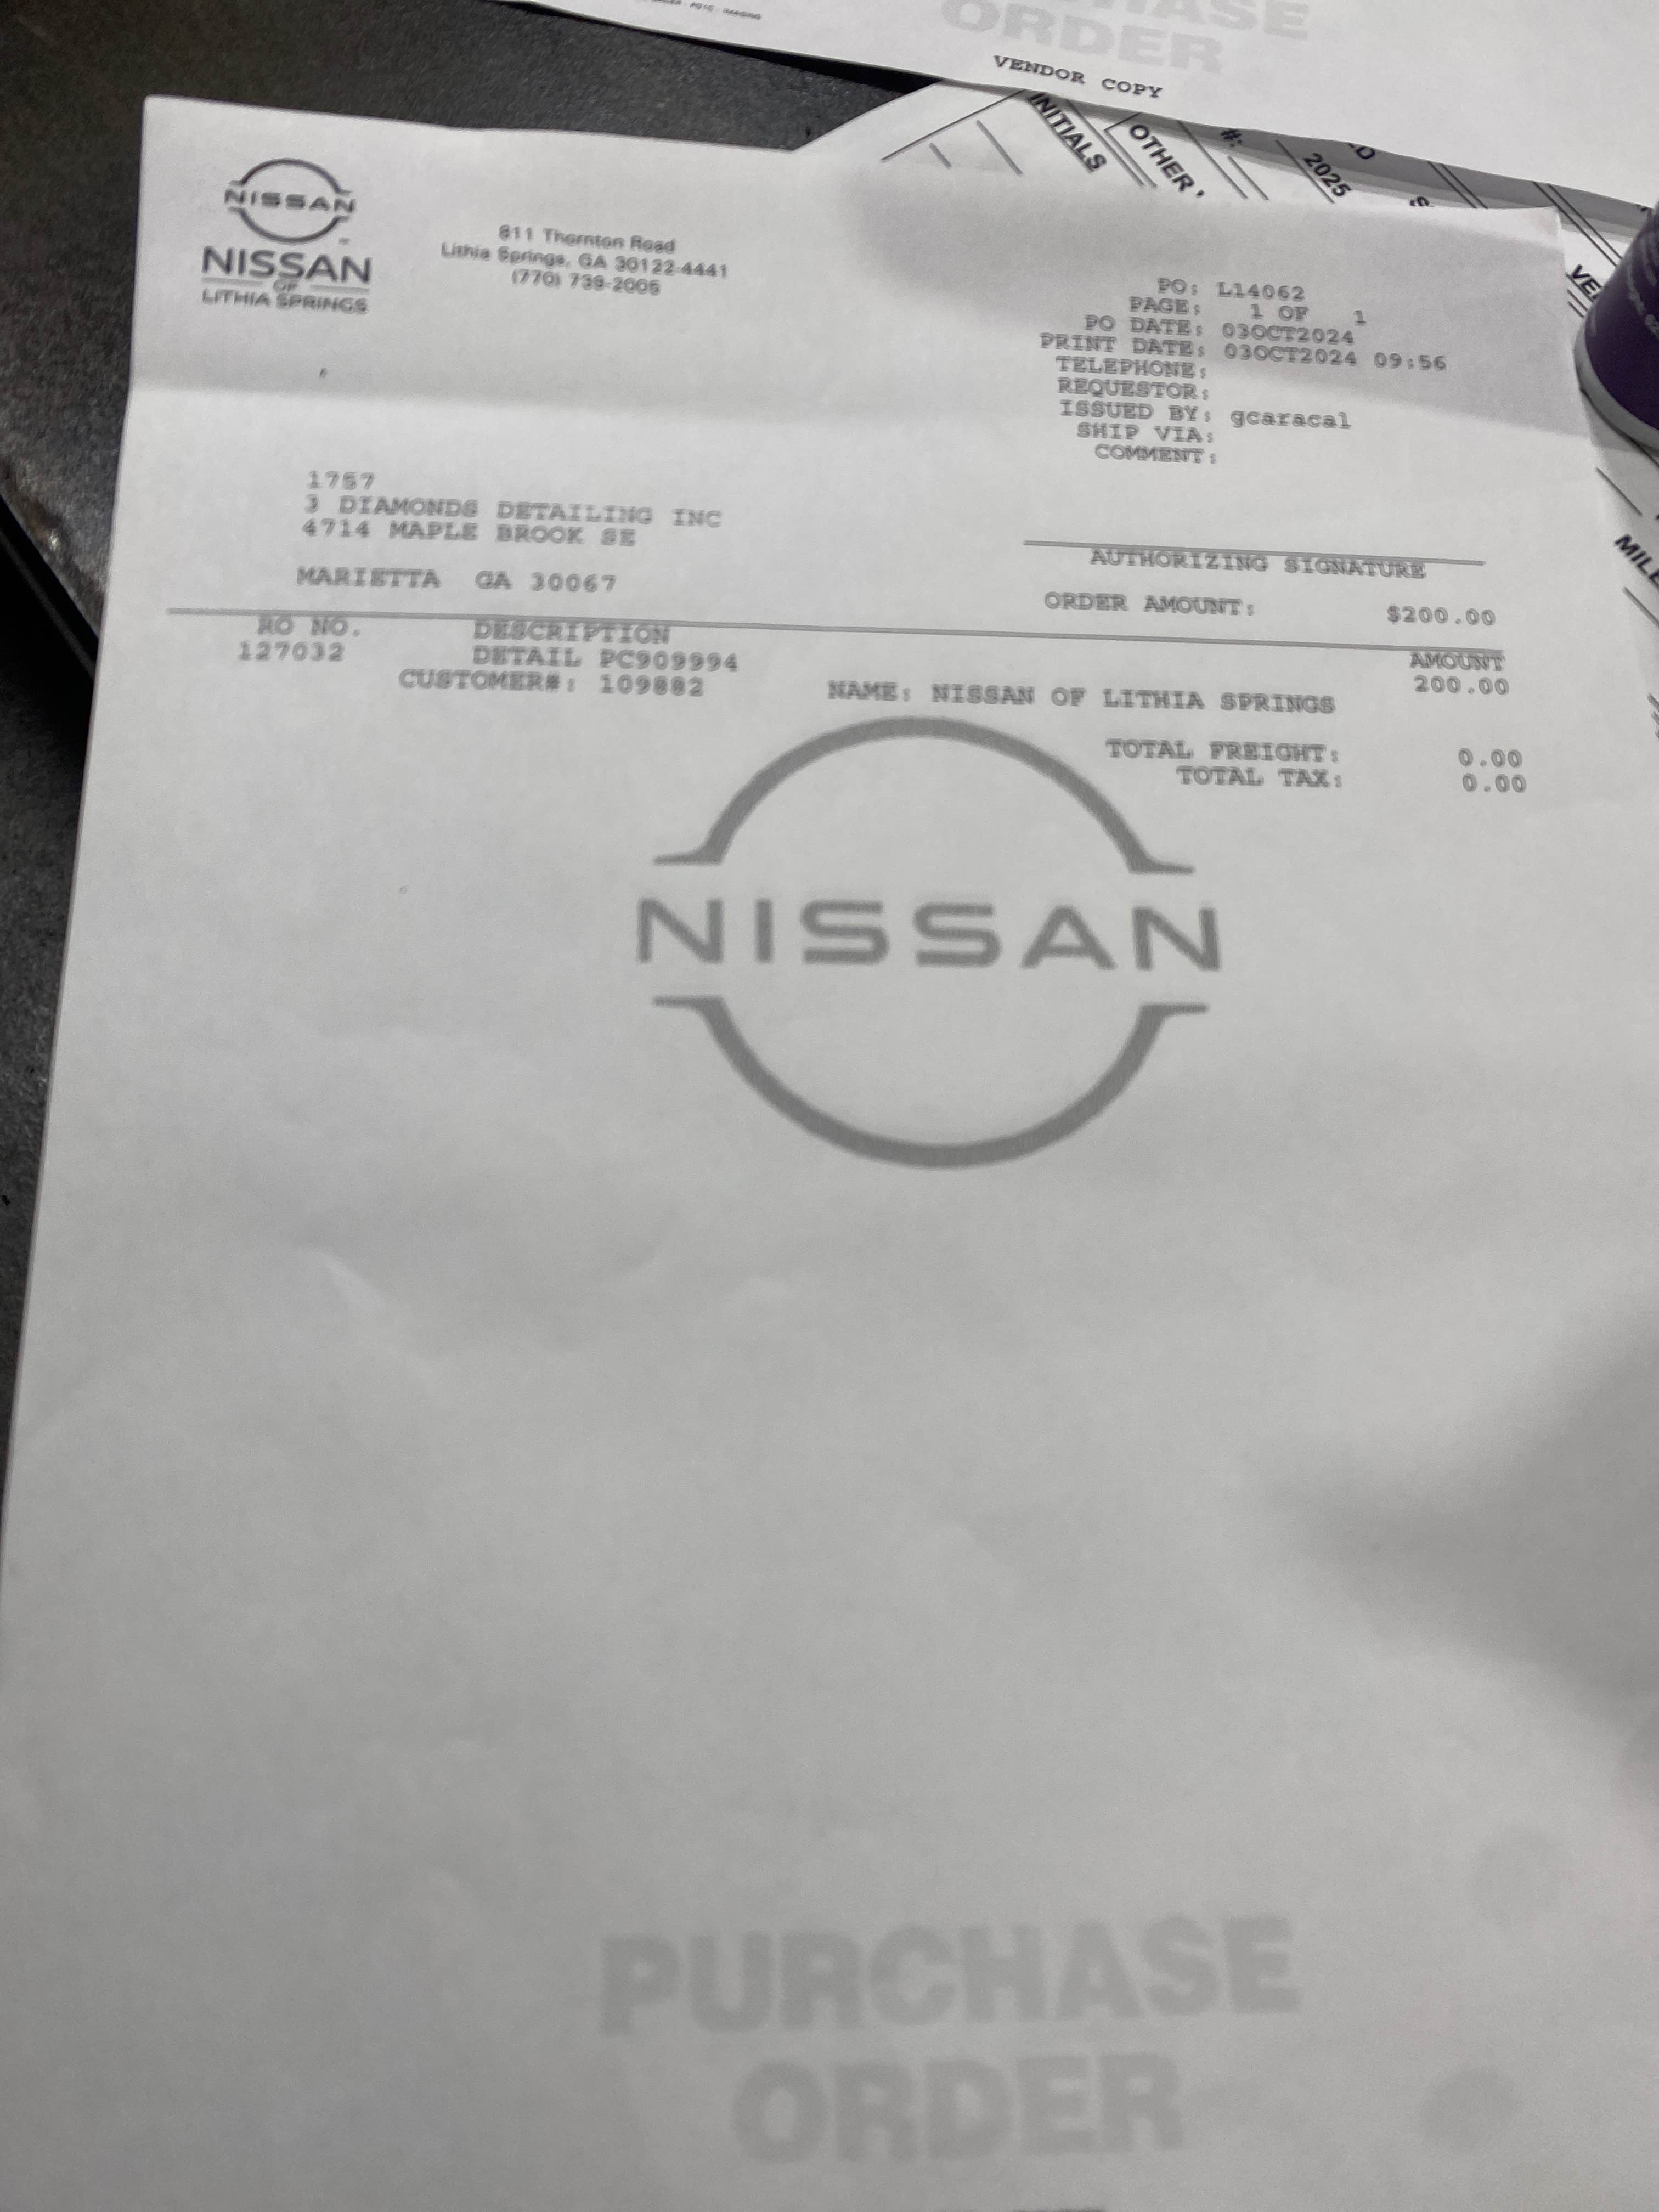 ORDER
VENDOR COPY
INITIALS
OTHER
#:
2025
NISSAN
NISSAN
OF
LITHIA SPRINGS
811 Thornton Road
Lithia Springs, GA 30122-4441
(770) 739-2005
PO: L14062
PAGE: 1 OF 1
PO DATE: 03OCT2024
PRINT DATE: 03OCT2024 09:56
TELEPHONE:
REQUESTOR:
ISSUED BY: gcaracal
SHIP VIA:
COMMENT:
1757
3 DIAMONDS DETAILING INC
4714 MAPLE BROOK SE
MARIETTA GA 30067
AUTHORIZING SIGNATURE
ORDER AMOUNT: $200.00
RO NO. DESCRIPTION AMOUNT
127032 DETAIL PC909994 200.00
CUSTOMER#: 109882 NAME: NISSAN OF LITHIA SPRINGS
TOTAL FREIGHT: 0.00
TOTAL TAX: 0.00
NISSAN
PURCHASE
ORDER